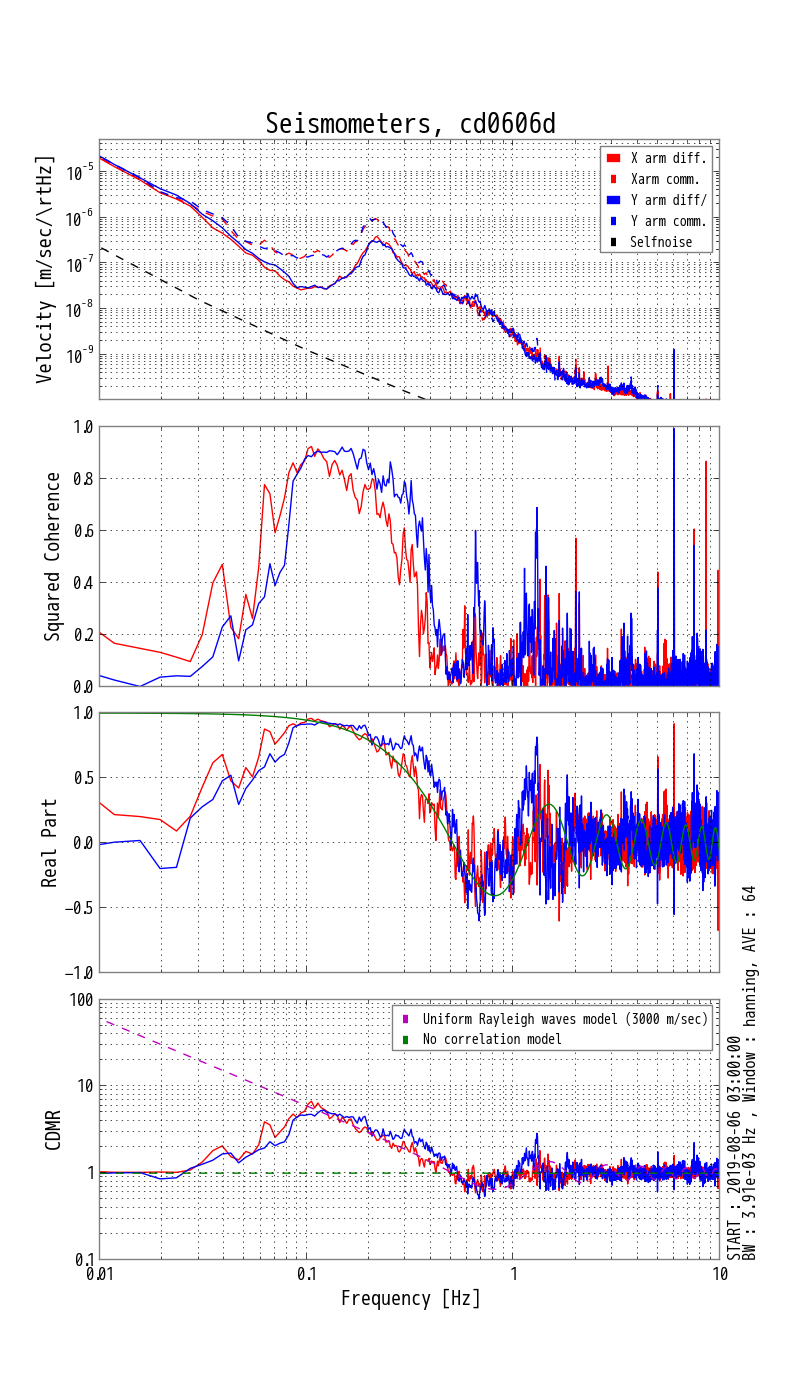 Seismometers, cd0606d
Velocity [m/sec/\rtHz]
10^-5
10^-6
10^-7
10^-8
10^-9
X arm diff.
Xarm comm.
Y arm diff/
Y arm comm.
Selfnoise
Squared Coherence
1.0
0.8
0.6
0.4
0.2
0.0
Real Part
1.0
0.5
0.0
−0.5
−1.0
CDMR
100
10
1
0.1
Uniform Rayleigh waves model (3000 m/sec)
No correlation model
0.01
0.1
1
10
Frequency [Hz]
START : 2019-08-06 03:00:00
BW : 3.91e-03 Hz , Window : hanning, AVE : 64